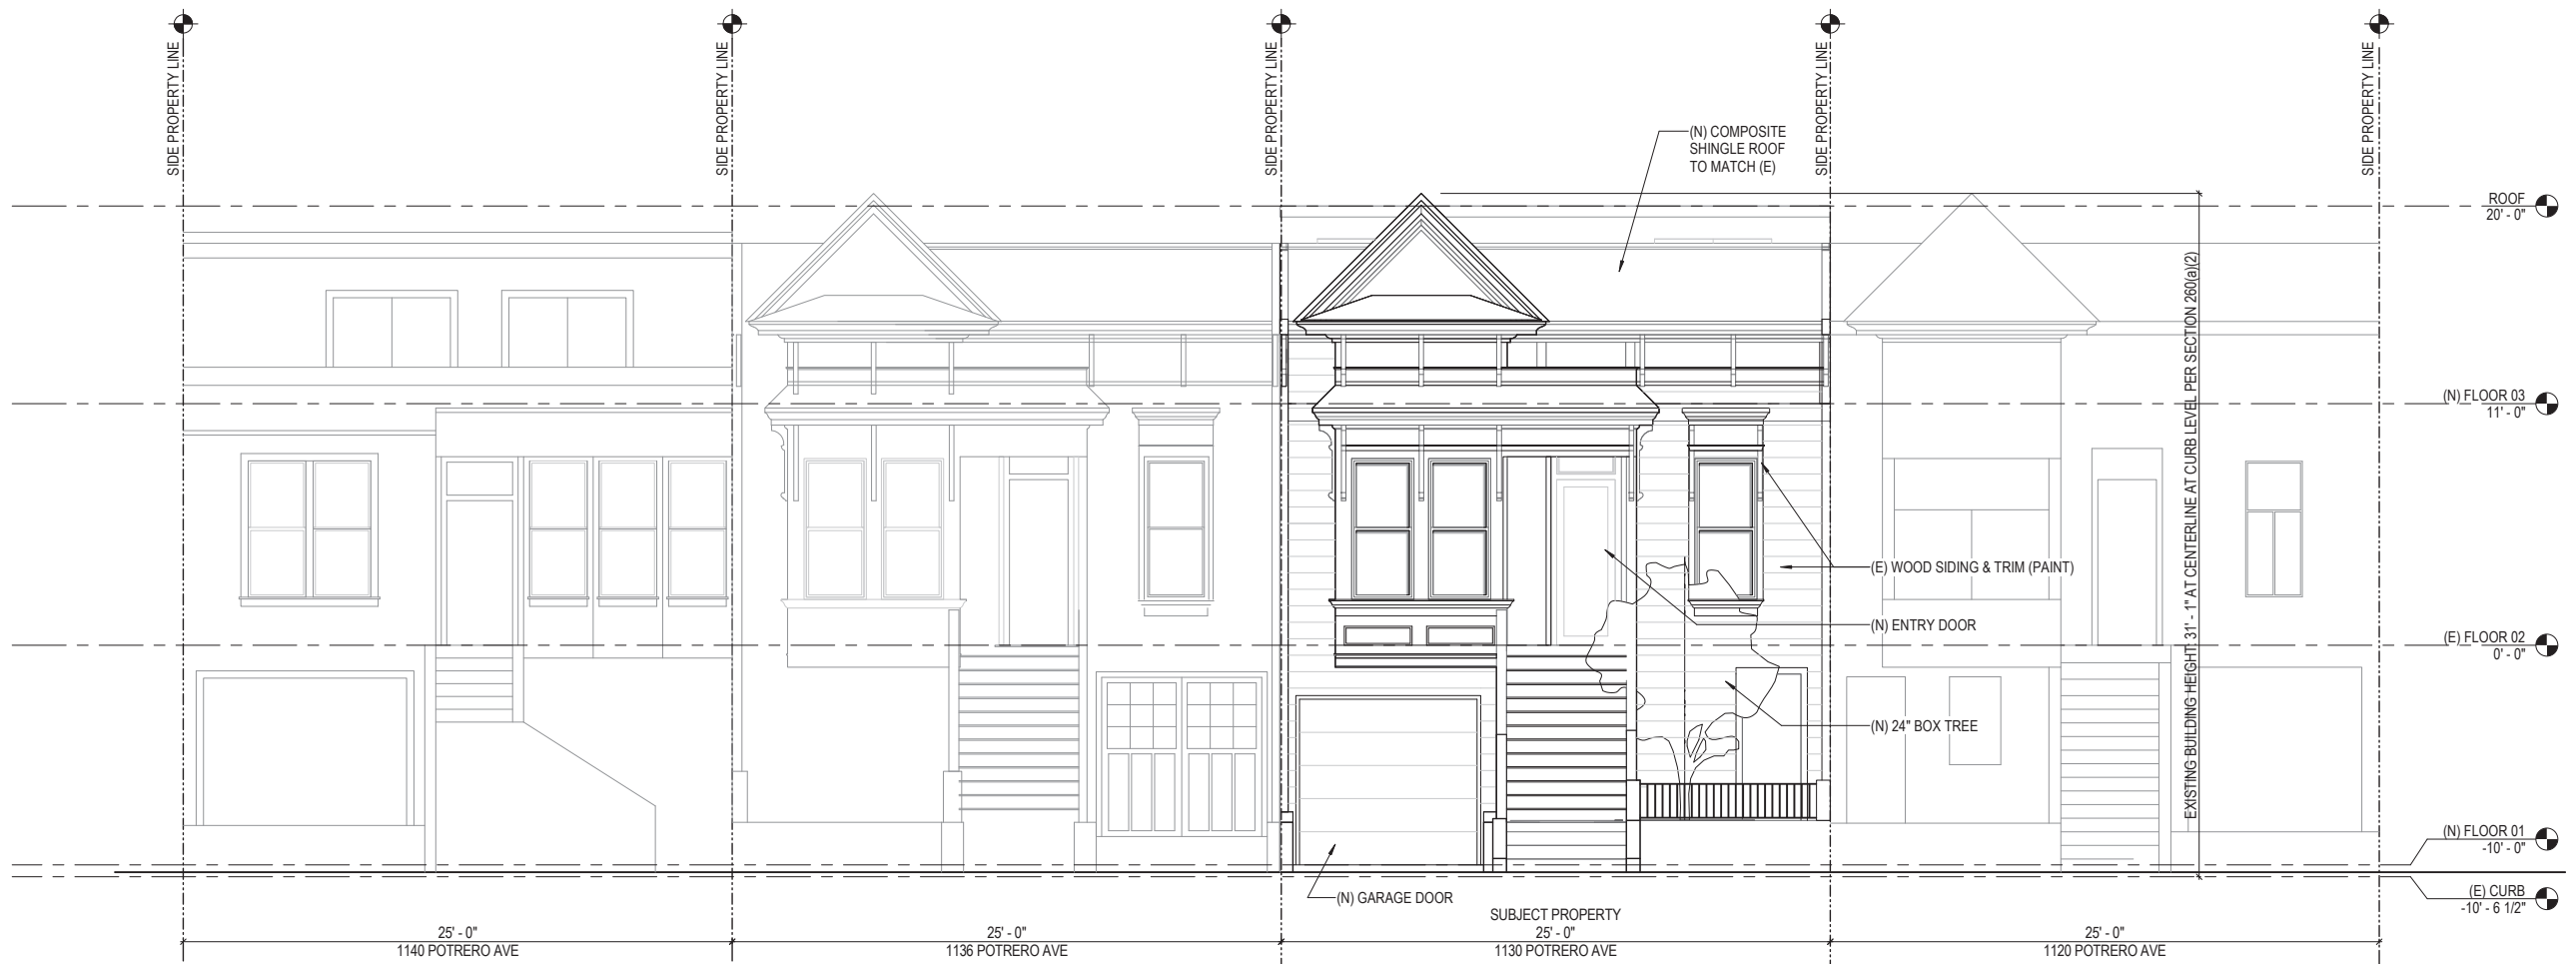 SIDE PROPERTY LINE
SIDE PROPERTY LINE
SIDE PROPERTY LINE
SIDE PROPERTY LINE
SIDE PROPERTY LINE
(N) COMPOSITE
SHINGLE ROOF
TO MATCH (E)
ROOF
20' - 0"
EXISTING BUILDING HEIGHT: 31' - 1" AT CENTERLINE AT CURB LEVEL PER SECTION 260(a)(2)
(N) FLOOR 03
11' - 0"
(E) WOOD SIDING & TRIM (PAINT)
(N) ENTRY DOOR
(E) FLOOR 02
0' - 0"
(N) 24" BOX TREE
(N) FLOOR 01
-10' - 0"
(N) GARAGE DOOR
(E) CURB
-10' - 6 1/2"
SUBJECT PROPERTY
25' - 0"
1140 POTRERO AVE
25' - 0"
1136 POTRERO AVE
25' - 0"
1130 POTRERO AVE
25' - 0"
1120 POTRERO AVE